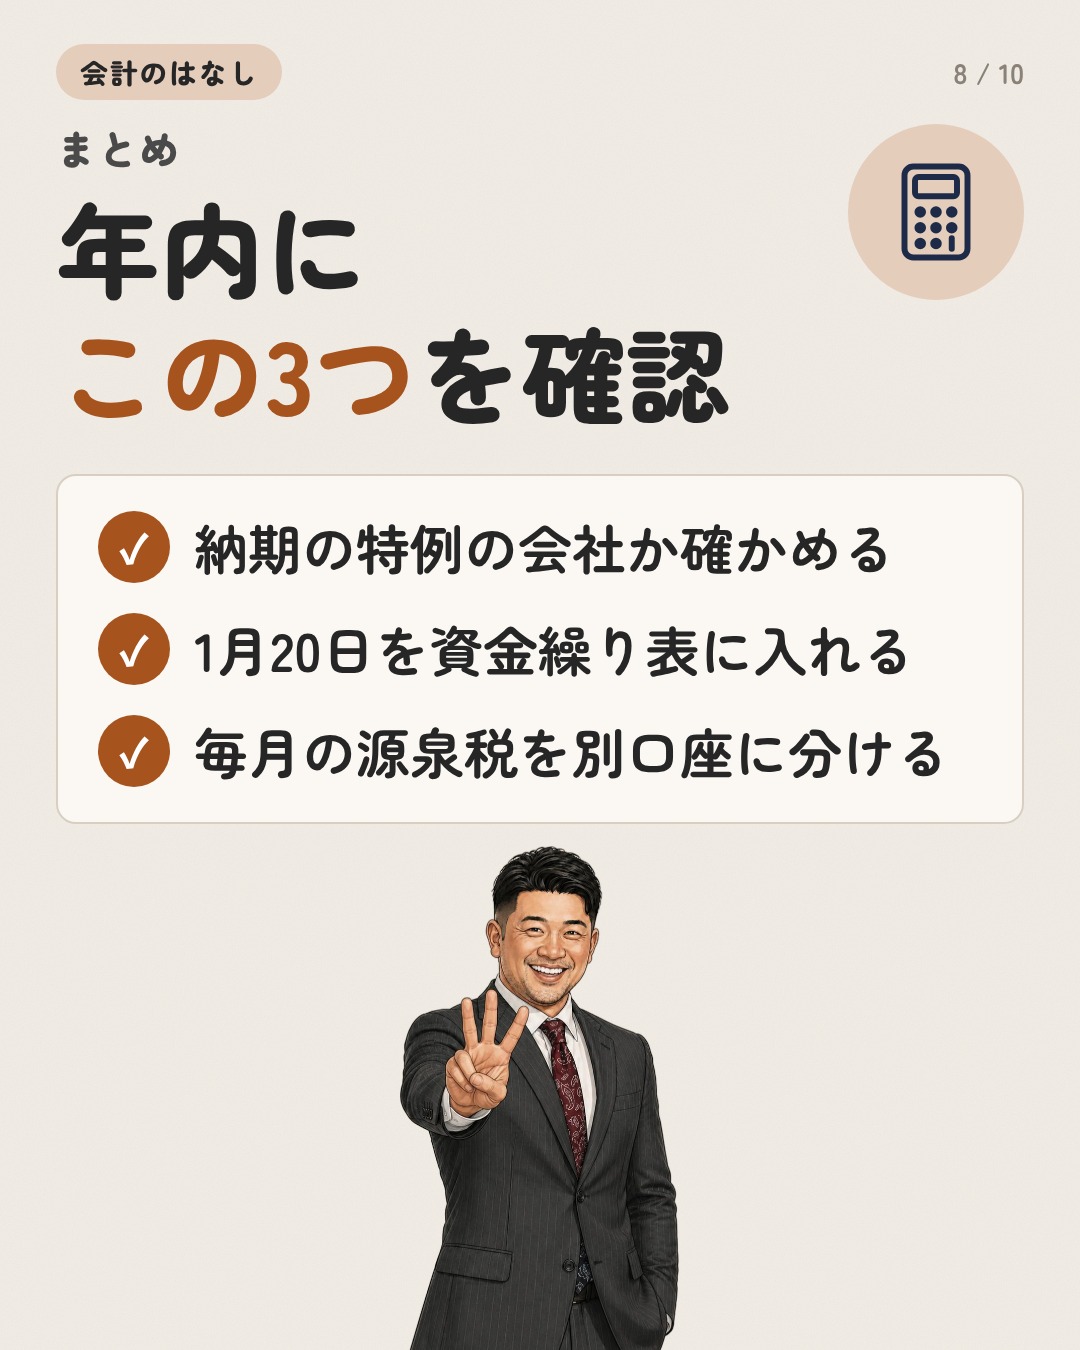 会計のはなし
8 / 10
まとめ
年内に
この3つを確認
納期の特例の会社か確かめる
1月20日を資金繰り表に入れる
毎月の源泉税を別口座に分ける